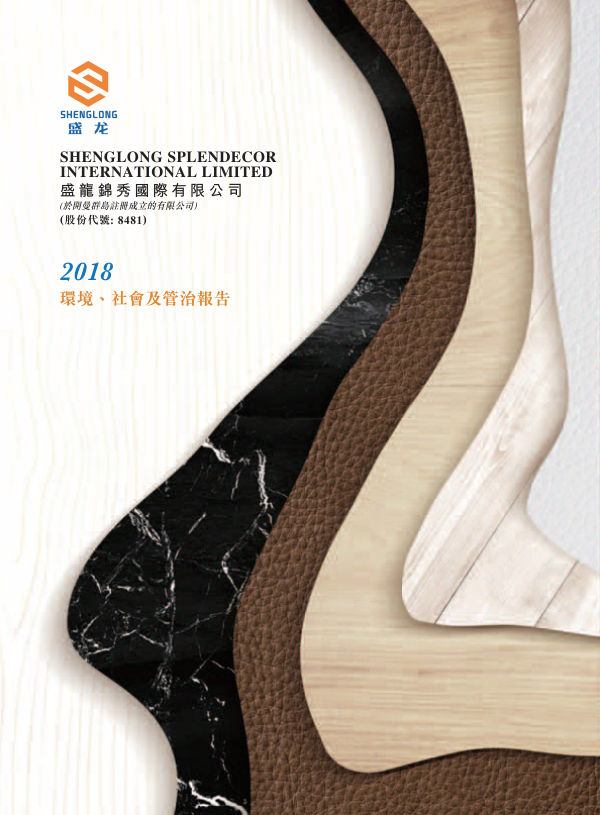 SHENGLONG
盛龙
SHENGLONG SPLENDECOR
INTERNATIONAL LIMITED
盛龍錦秀國際有限公司
(於開曼群島註冊成立的有限公司)
(股份代號: 8481)
2018
環境、社會及管治報告